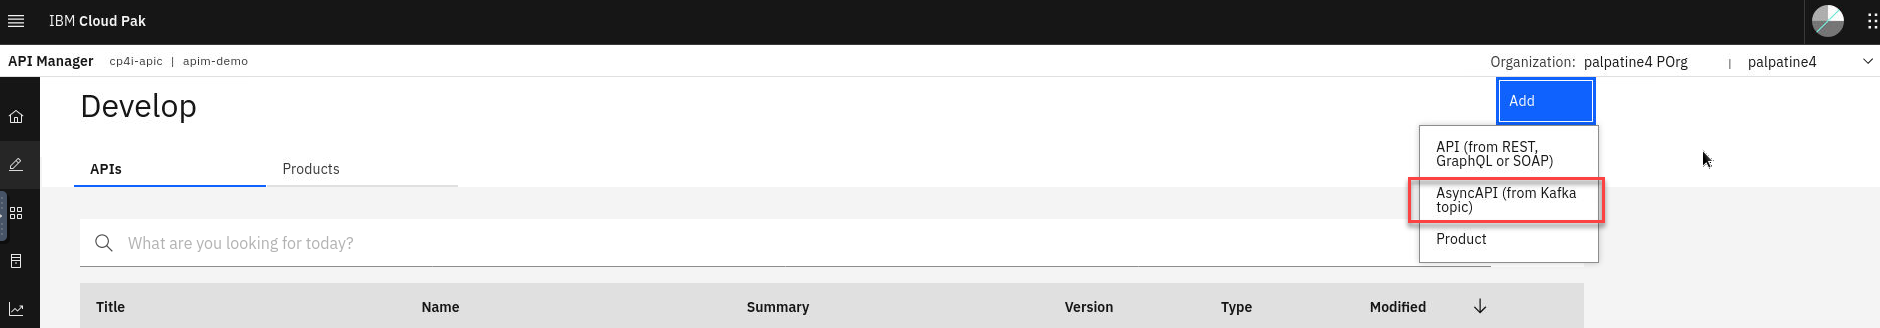 IBM Cloud Pak
API Manager cp4i-apic | apim-demo Organization: palpatine4 POrg | palpatine4
Develop
Add
API (from REST,
GraphQL or SOAP)
AsyncAPI (from Kafka
topic)
Product
APIs Products
What are you looking for today?
Title Name Summary Version Type Modified